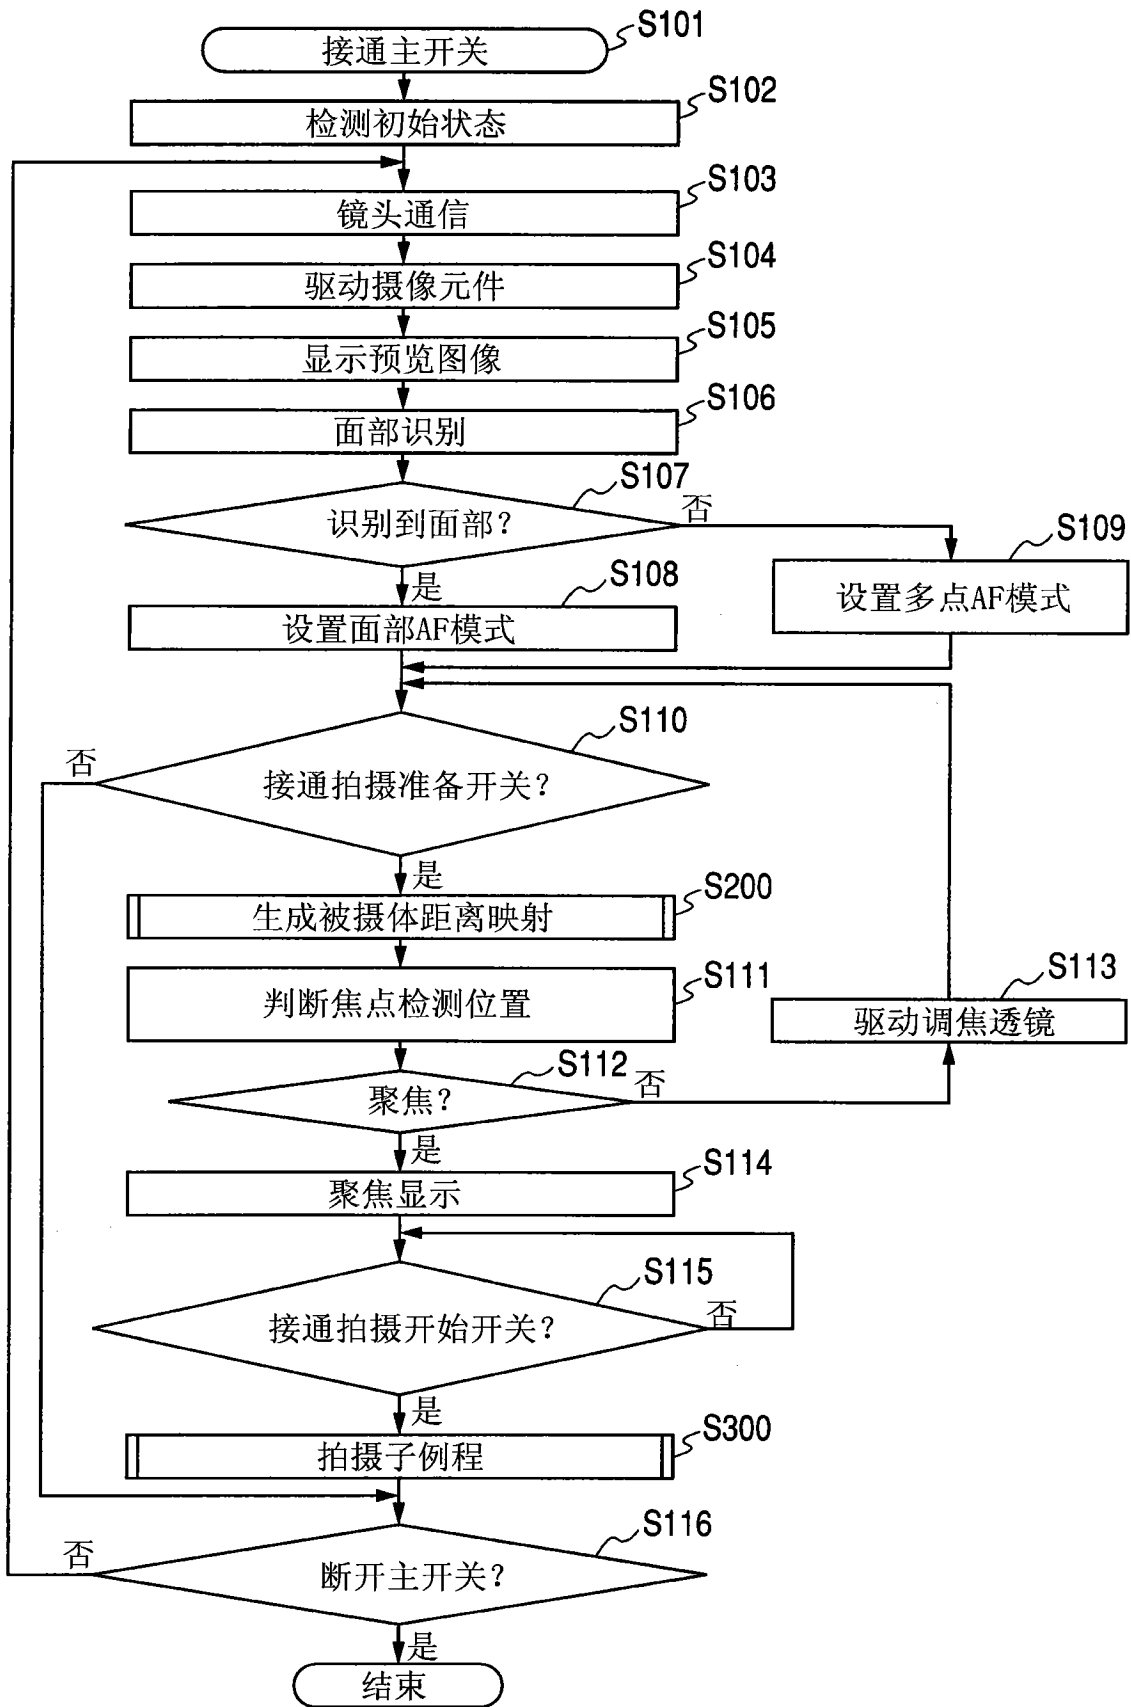 接通主开关
S101
检测初始状态
S102
镜头通信
S103
驱动摄像元件
S104
显示预览图像
S105
面部识别
S106
识别到面部?
S107
否
是
设置面部AF模式
S108
设置多点AF模式
S109
接通拍摄准备开关?
S110
否
是
生成被摄体距离映射
S200
判断焦点检测位置
S111
驱动调焦透镜
S113
聚焦?
S112
否
是
聚焦显示
S114
接通拍摄开始开关?
S115
否
是
拍摄子例程
S300
断开主开关?
S116
否
是
结束